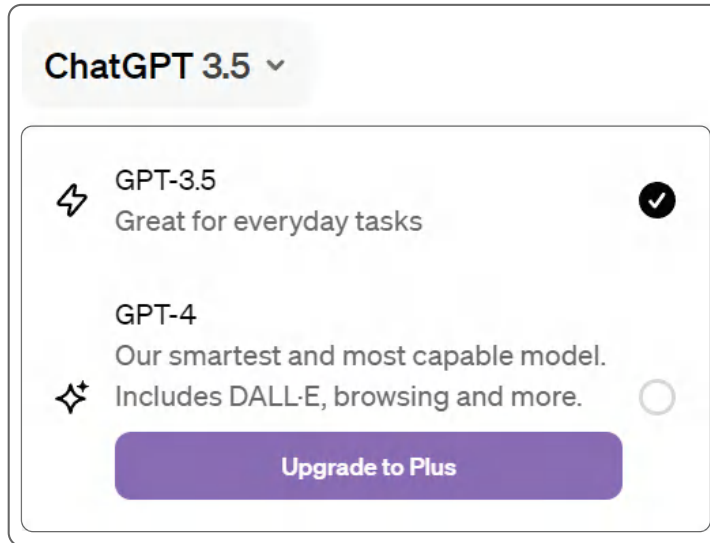 ChatGPT 3.5
GPT-3.5
Great for everyday tasks
GPT-4
Our smartest and most capable model.
Includes DALL·E, browsing and more.
Upgrade to Plus